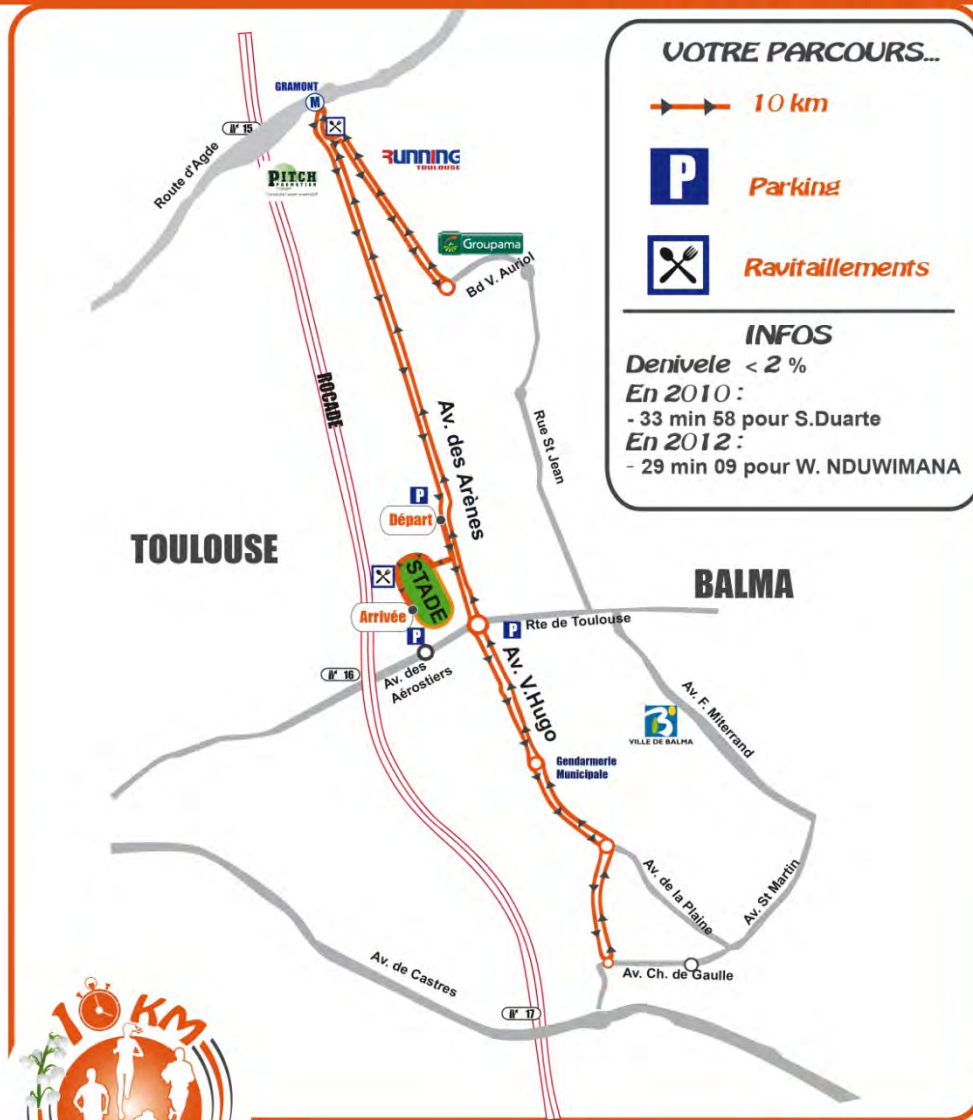 VOTRE PARCOURS...
10 km
P
Parking
Ravitaillements
INFOS
Denivele < 2 %
En 2010 :
- 33 min 58 pour S.Duarte
En 2012 :
- 29 min 09 pour W. NDUWIMANA
GRAMONT
M
N° 15
Route d'Agde
PITCH
PROMOTION
RUNNING
TOULOUSE
Groupama
Bd V. Auriol
ROCADE
Av. des Arènes
Rue St Jean
P
Départ
TOULOUSE
STADE
BALMA
Arrivée
P
P
Rte de Toulouse
N° 16
Av. des
Aérostiers
Av. V.Hugo
Av. F. Miterrand
VILLE DE BALMA
Gendarmerie
Municipale
Av. de la Plaine
Av. St Martin
Av. Ch. de Gaulle
Av. de Castres
N° 17
10 KM